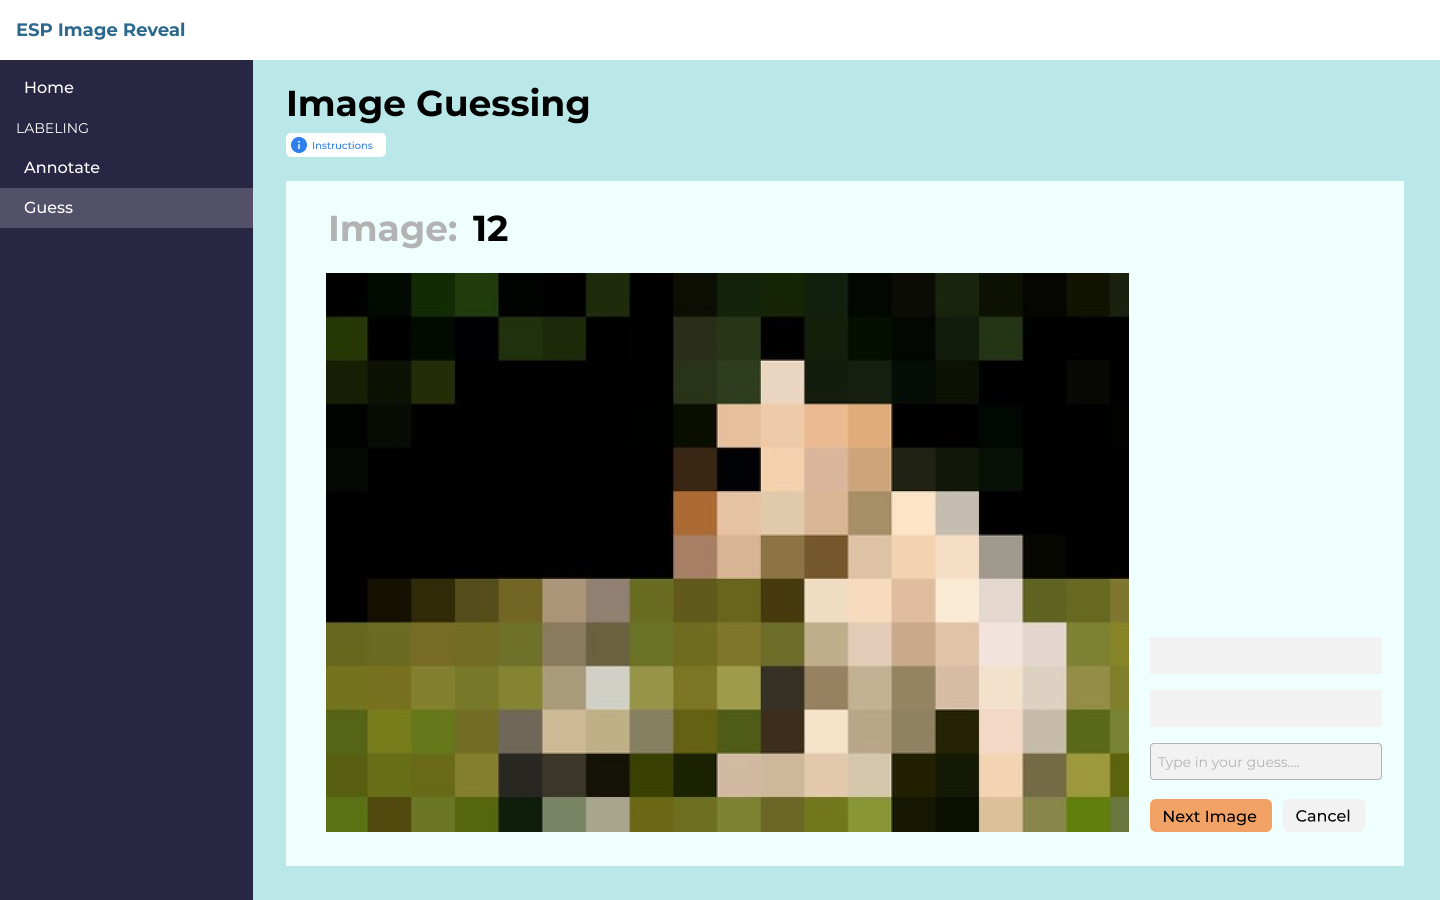 ESP Image Reveal
Home
LABELING
Annotate
Guess
Image Guessing
Instructions
Image: 12
Type in your guess....
Next Image
Cancel